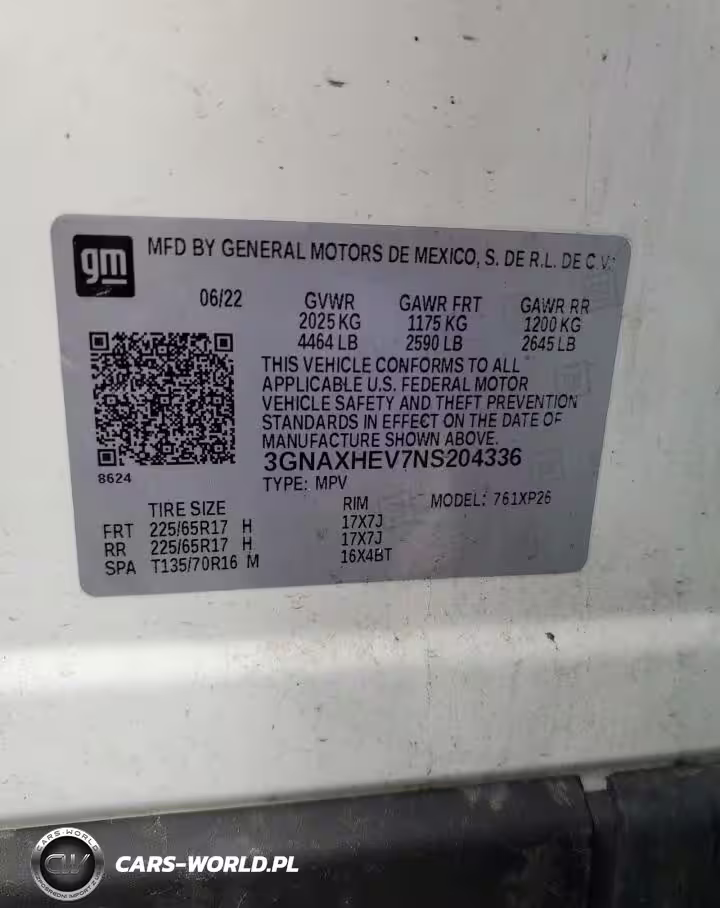 gm
MFD BY GENERAL MOTORS DE MEXICO, S. DE R.L. DE C.V.
06/22 GVWR GAWR FRT GAWR RR
2025 KG 1175 KG 1200 KG
4464 LB 2590 LB 2645 LB
THIS VEHICLE CONFORMS TO ALL
APPLICABLE U.S. FEDERAL MOTOR
VEHICLE SAFETY AND THEFT PREVENTION
STANDARDS IN EFFECT ON THE DATE OF
MANUFACTURE SHOWN ABOVE.
3GNAXHEV7NS204336
8624
TYPE: MPV
TIRE SIZE RIM MODEL: 761XP26
FRT 225/65R17 H 17X7J
RR 225/65R17 H 17X7J
SPA T135/70R16 M 16X4BT
CARS-WORLD
CW
CARS-WORLD.PL